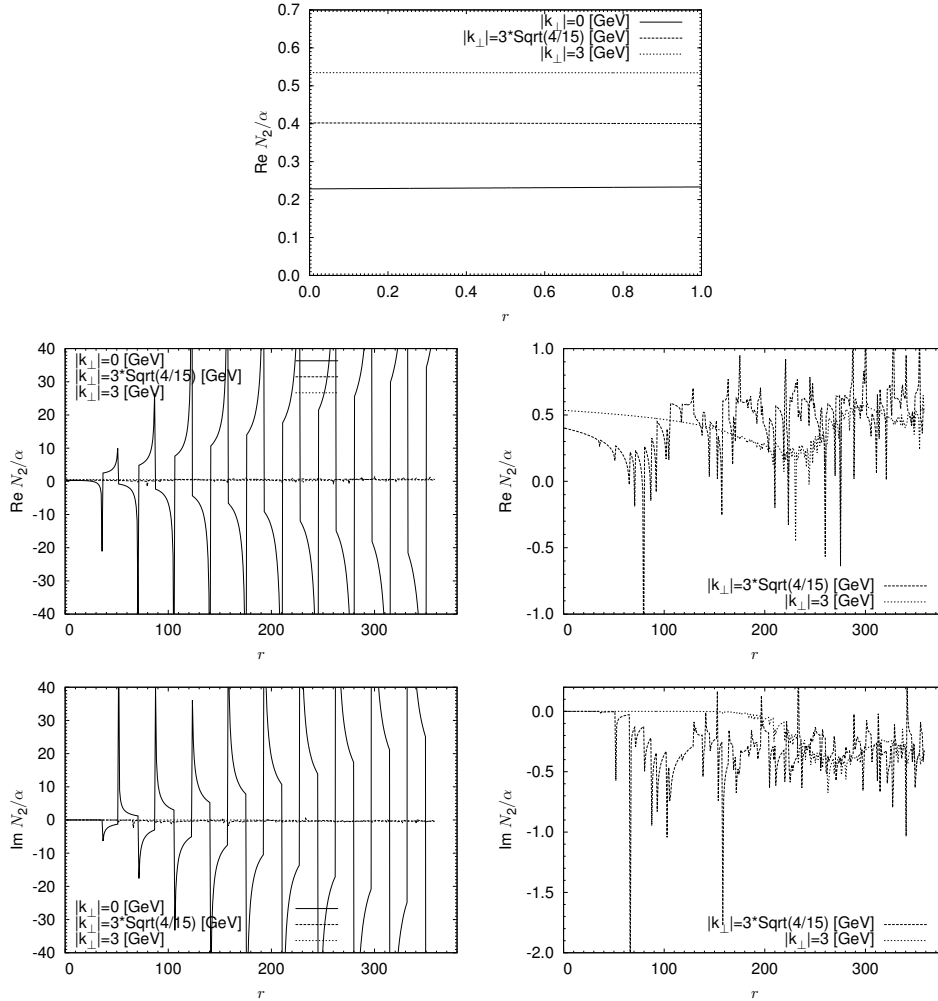 |k⊥|=0 [GeV]
|k⊥|=3*Sqrt(4/15) [GeV]
|k⊥|=3 [GeV]
Re N₂/α
0.7
0.6
0.5
0.4
0.3
0.2
0.1
0.0
0.0 0.2 0.4 0.6 0.8 1.0
r
|k⊥|=0 [GeV]
|k⊥|=3*Sqrt(4/15) [GeV]
|k⊥|=3 [GeV]
Re N₂/α
40
30
20
10
0
-10
-20
-30
-40
0 100 200 300
r
Re N₂/α
1.0
0.5
0.0
-0.5
-1.0
|k⊥|=3*Sqrt(4/15) [GeV]
|k⊥|=3 [GeV]
0 100 200 300
r
Im N₂/α
40
30
20
10
0
-10
-20
-30
-40
|k⊥|=0 [GeV]
|k⊥|=3*Sqrt(4/15) [GeV]
|k⊥|=3 [GeV]
0 100 200 300
r
Im N₂/α
0.0
-0.5
-1.0
-1.5
-2.0
|k⊥|=3*Sqrt(4/15) [GeV]
|k⊥|=3 [GeV]
0 100 200 300
r